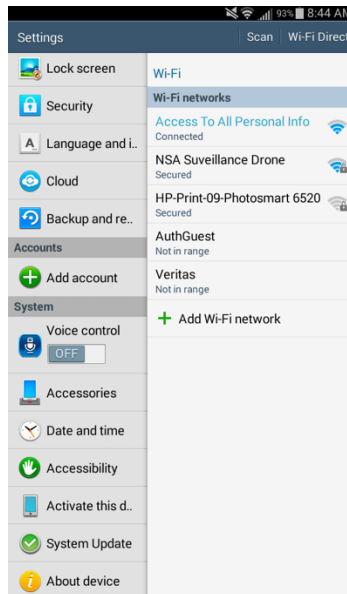 93% 8:44 AM
Settings
Scan
Wi-Fi Direct
Lock screen
Security
A
Language and i..
Cloud
Backup and re..
Accounts
Add account
System
Voice control
OFF
Accessories
Date and time
Accessibility
Activate this d..
System Update
About device
Wi-Fi
Wi-Fi networks
Access To All Personal Info
Connected
NSA Suveillance Drone
Secured
HP-Print-09-Photosmart 6520
Secured
AuthGuest
Not in range
Veritas
Not in range
Add Wi-Fi network